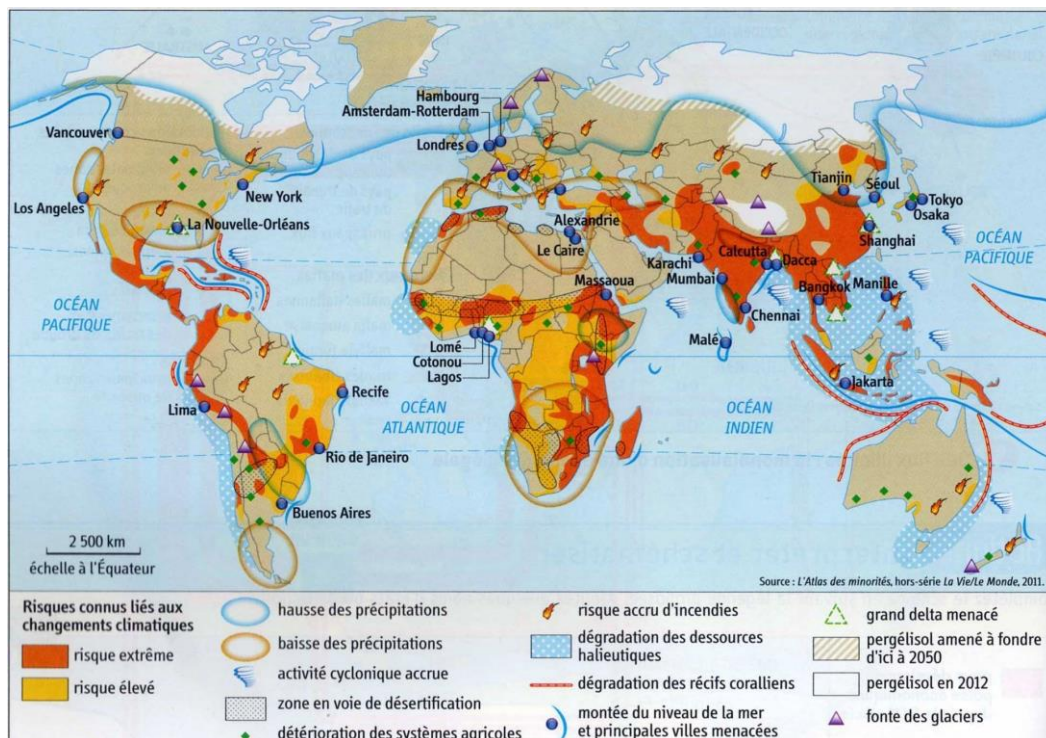 Vancouver
Hambourg
Amsterdam-Rotterdam
Londres
New York
Los Angeles
La Nouvelle-Orléans
Tianjin
Séoul
Tokyo
Osaka
Shanghai
Alexandrie
Le Caire
Karachi
Mumbai
Calcutta
Dacca
Massaoua
Bangkok
Manille
Chennai
Malé
OCÉAN
PACIFIQUE
OCÉAN
PACIFIQUE
Lomé
Cotonou
Lagos
Jakarta
Recife
Lima
OCÉAN
ATLANTIQUE
OCÉAN
INDIEN
Rio de Janeiro
Buenos Aires
2 500 km
échelle à l'Équateur
Source : L'Atlas des minorités, hors-série La Vie/Le Monde, 2011.
Risques connus liés aux
changements climatiques
risque extrême
risque élevé
hausse des précipitations
baisse des précipitations
activité cyclonique accrue
zone en voie de désertification
détérioration des systèmes agricoles
risque accru d'incendies
dégradation des dessources
halieutiques
dégradation des récifs coralliens
montée du niveau de la mer
et principales villes menacées
grand delta menacé
pergélisol amené à fondre
d'ici à 2050
pergélisol en 2012
fonte des glaciers